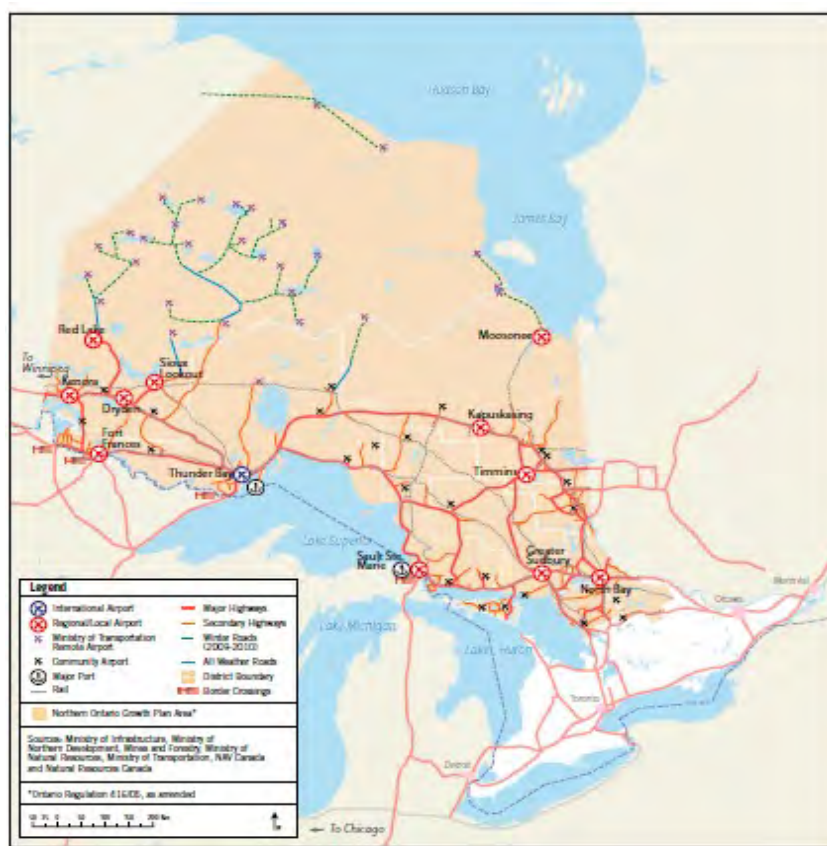 Hudson Bay
James Bay
Red Lake
Moosonee
To
Winnipeg
Sioux
Lookout
Kenora
Dryden
Kapuskasing
Fort
Frances
Thunder Bay
Timmins
Lake Superior
Sault Ste.
Marie
Greater
Sudbury
North Bay
Montréal
Ottawa
Lake Michigan
Lake Huron
Toronto
Detroit
To Chicago
Legend
International Airport
Regional/Local Airport
Ministry of Transportation
Remote Airport
Community Airport
Major Port
Rail
Major Highways
Secondary Highways
Winter Roads
(2009-2010)
All Weather Roads
District Boundary
Border Crossings
Northern Ontario Growth Plan Area*
Sources: Ministry of Infrastructure, Ministry of
Northern Development, Mines and Forestry, Ministry of
Natural Resources, Ministry of Transportation, NAV Canada
and Natural Resources Canada
*Ontario Regulation 416/05, as amended